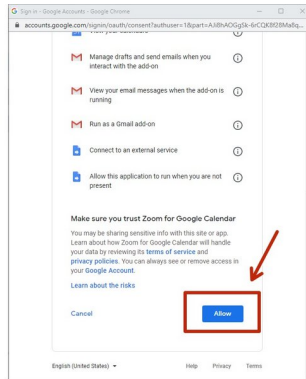 Sign in - Google Accounts - Google Chrome
accounts.google.com/signin/oauth/consent?authuser=1&part=AJi8hAOGgSk-6rCQK8f28Ma8q...
View your calendars
Manage drafts and send emails when you
interact with the add-on
View your email messages when the add-on is
running
Run as a Gmail add-on
Connect to an external service
Allow this application to run when you are not
present
Make sure you trust Zoom for Google Calendar
You may be sharing sensitive info with this site or app.
Learn about how Zoom for Google Calendar will handle
your data by reviewing its terms of service and
privacy policies. You can always see or remove access in
your Google Account.
Learn about the risks
Cancel
Allow
English (United States)
Help
Privacy
Terms